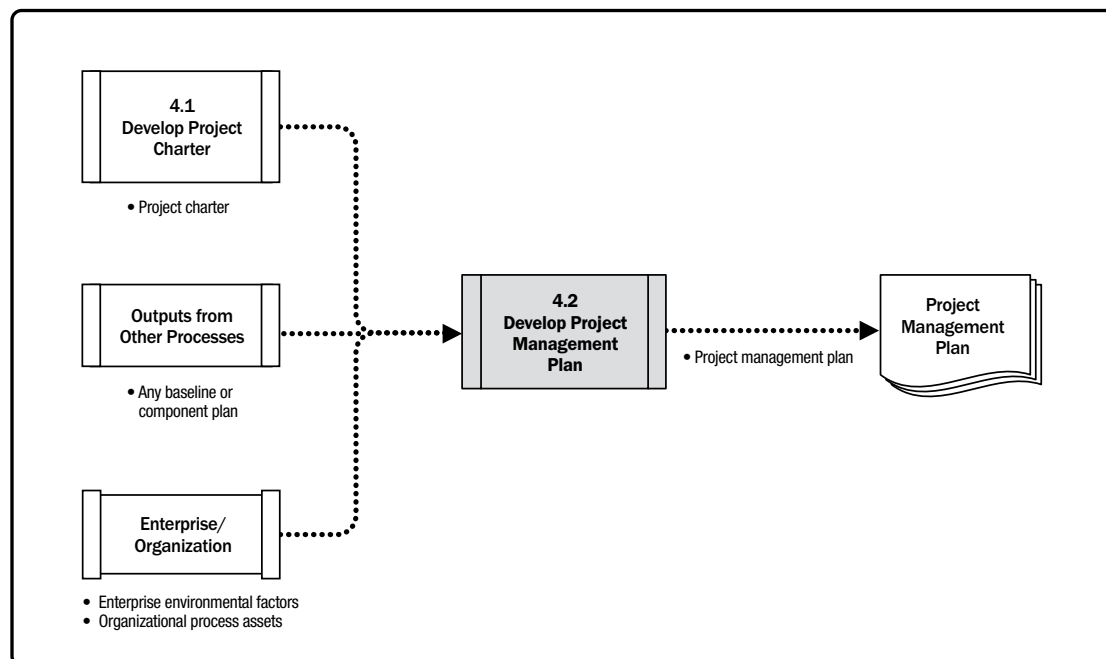 4.1
Develop Project
Charter
• Project charter
Outputs from
Other Processes
• Any baseline or
component plan
Enterprise/
Organization
• Enterprise environmental factors
• Organizational process assets
4.2
Develop Project
Management
Plan
• Project management plan
Project
Management
Plan